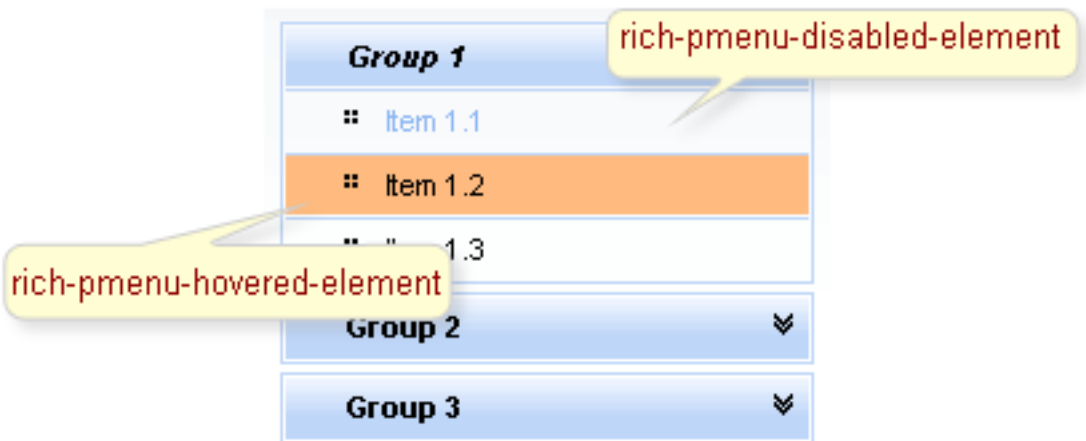 Group 1
rich-pmenu-disabled-element
Item 1.1
Item 1.2
1.3
rich-pmenu-hovered-element
Group 2
Group 3